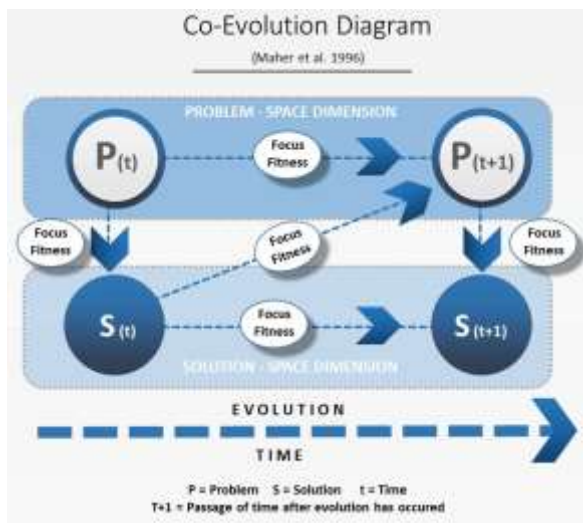 Co-Evolution Diagram
(Maher et al. 1996)
PROBLEM - SPACE DIMENSION
P(t)
Focus
Fitness
P(t+1)
Focus
Fitness
Focus
Fitness
Focus
Fitness
S(t)
Focus
Fitness
S(t+1)
SOLUTION - SPACE DIMENSION
EVOLUTION
TIME
P = Problem S = Solution t = Time
T+1 = Passage of time after evolution has occured